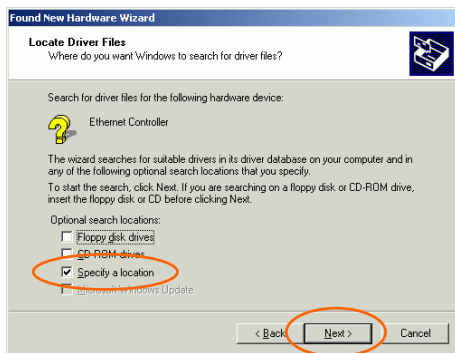 Found New Hardware Wizard
Locate Driver Files
Where do you want Windows to search for driver files?
Search for driver files for the following hardware device:
Ethernet Controller
The wizard searches for suitable drivers in its driver database on your computer and in
any of the following optional search locations that you specify.
To start the search, click Next. If you are searching on a floppy disk or CD-ROM drive,
insert the floppy disk or CD before clicking Next.
Optional search locations:
Floppy disk drives
CD-ROM drives
Specify a location
Microsoft Windows Update
< Back
Next >
Cancel